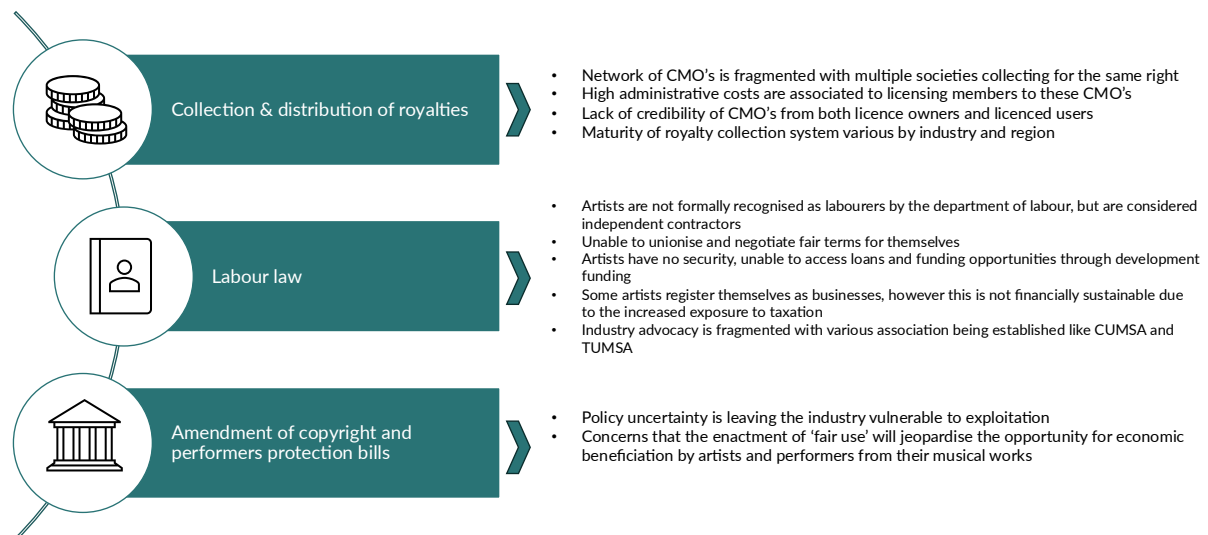 Collection & distribution of royalties
• Network of CMO's is fragmented with multiple societies collecting for the same right
• High administrative costs are associated to licensing members to these CMO's
• Lack of credibility of CMO's from both licence owners and licenced users
• Maturity of royalty collection system various by industry and region
Labour law
• Artists are not formally recognised as labourers by the department of labour, but are considered
independent contractors
• Unable to unionise and negotiate fair terms for themselves
• Artists have no security, unable to access loans and funding opportunities through development
funding
• Some artists register themselves as businesses, however this is not financially sustainable due
to the increased exposure to taxation
• Industry advocacy is fragmented with various association being established like CUMSA and
TUMSA
Amendment of copyright and
performers protection bills
• Policy uncertainty is leaving the industry vulnerable to exploitation
• Concerns that the enactment of ‘fair use’ will jeopardise the opportunity for economic
beneficiation by artists and performers from their musical works